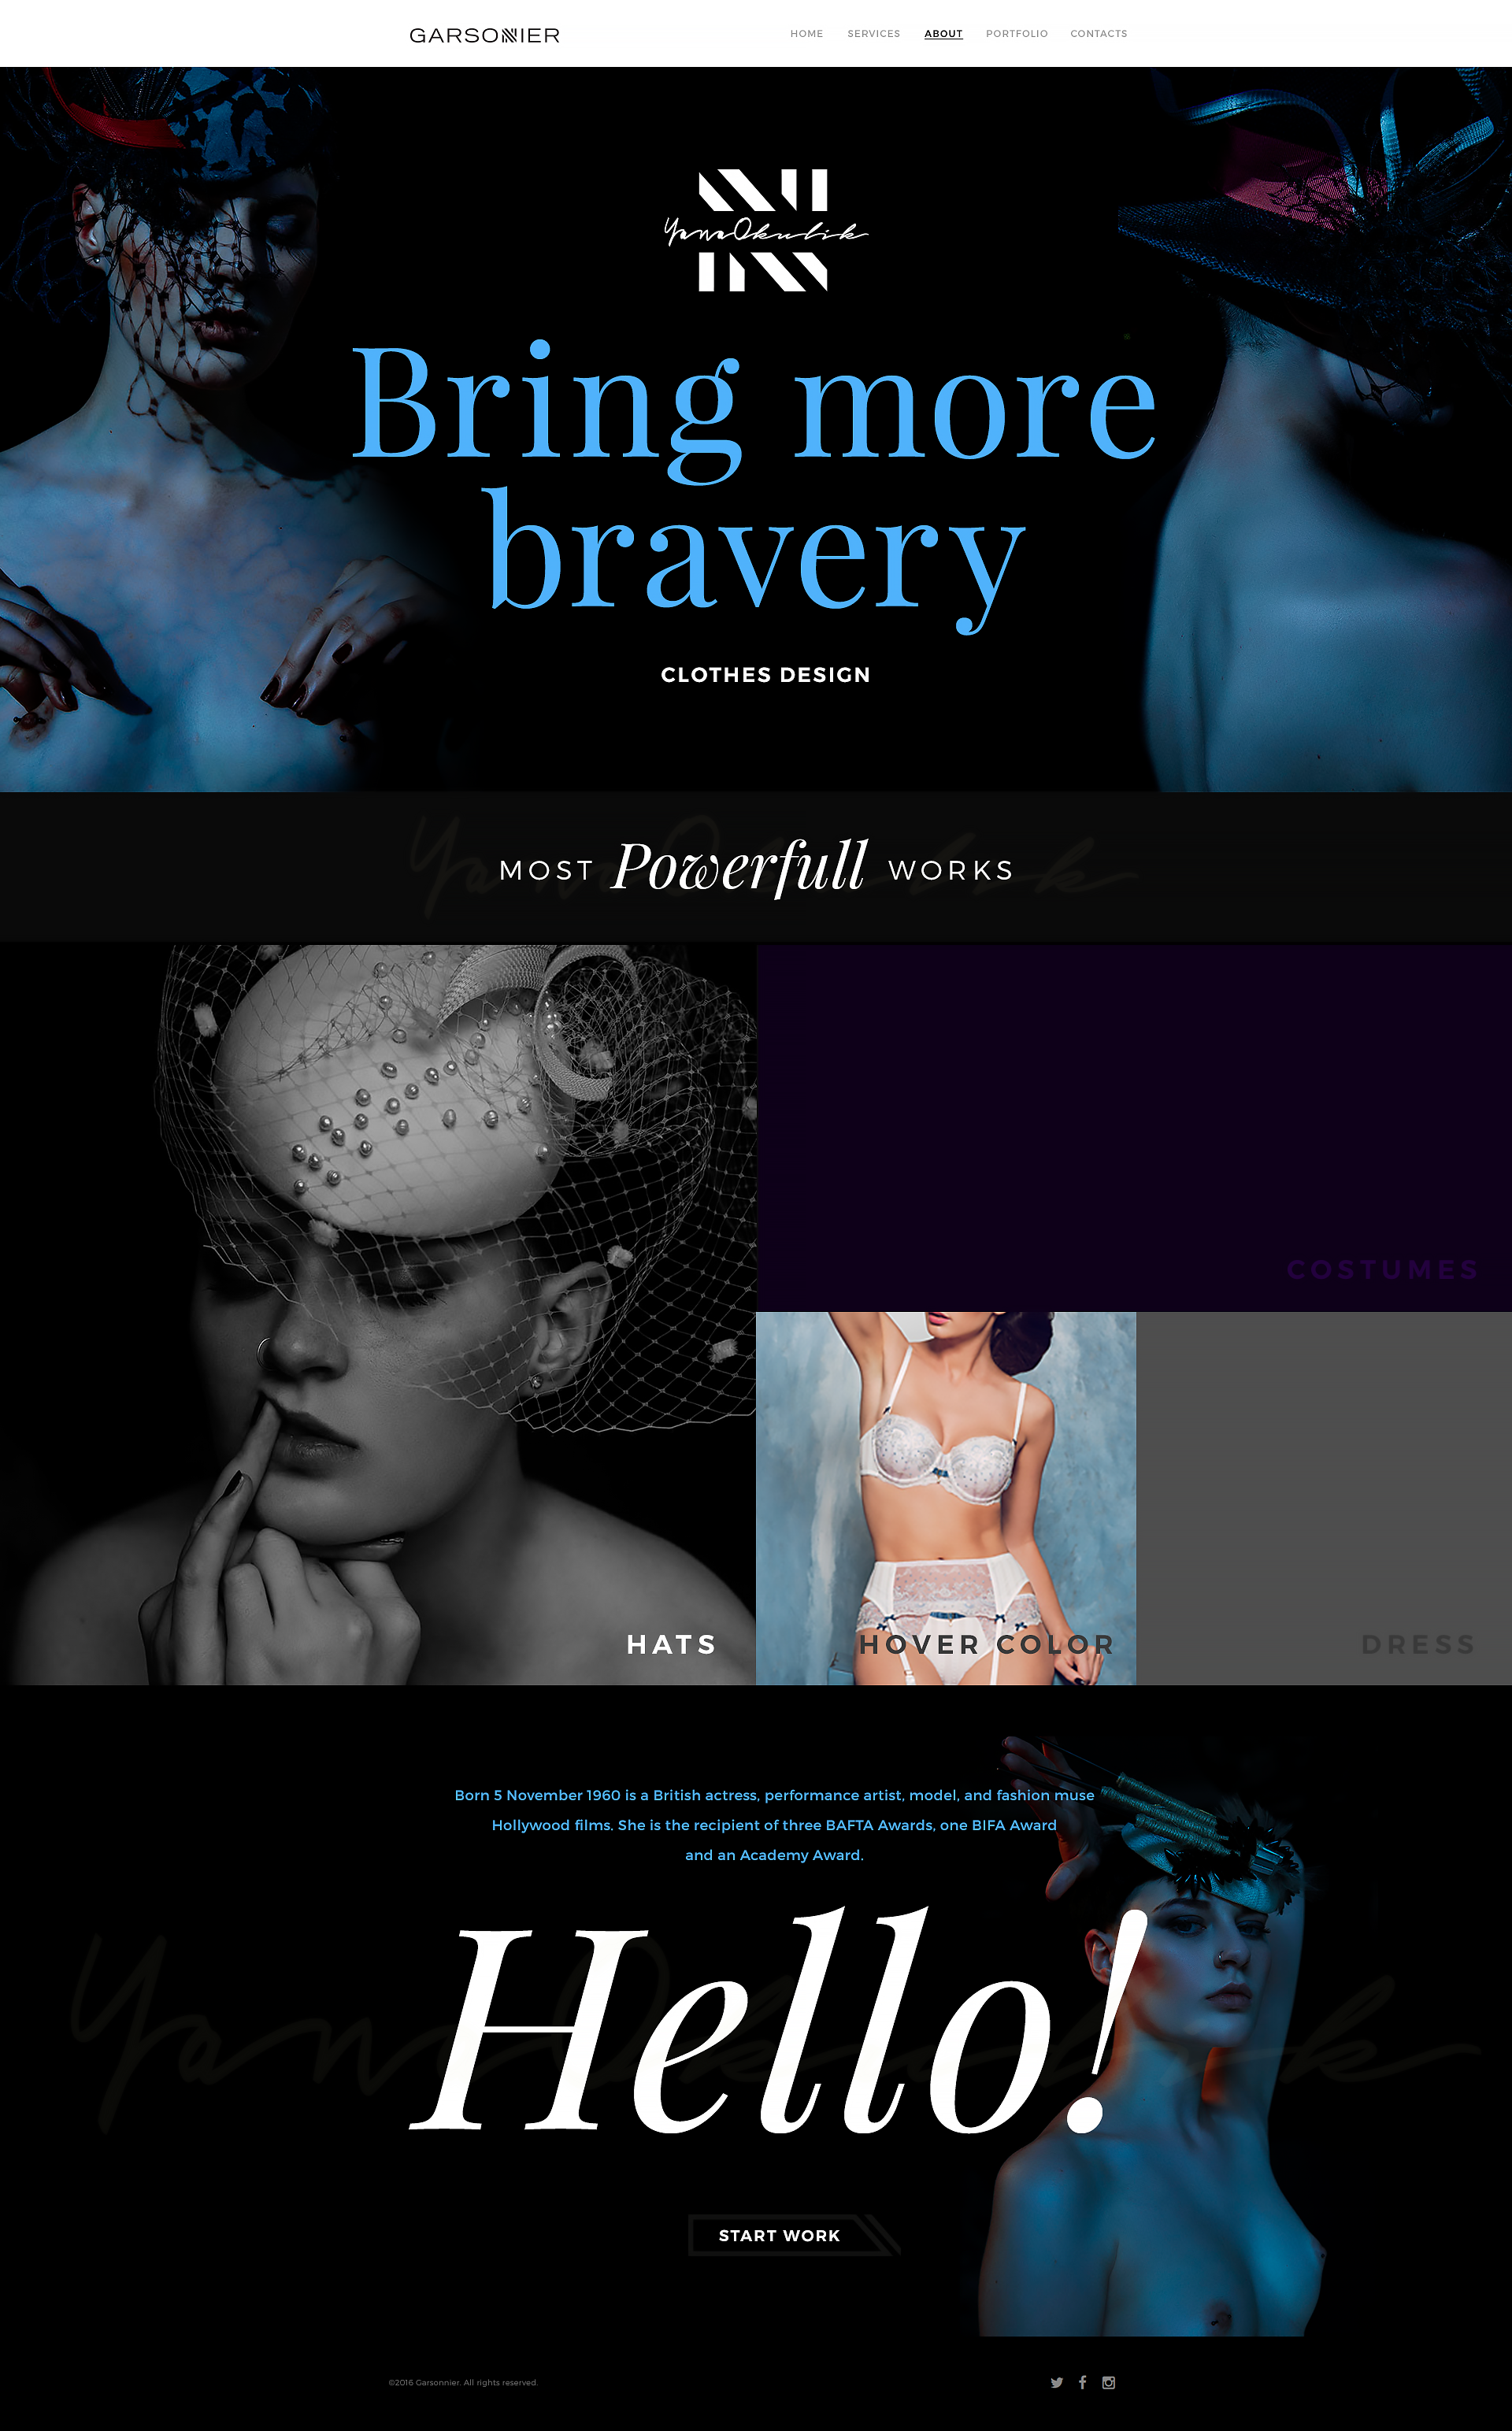 GARSONNIER
HOME SERVICES ABOUT PORTFOLIO CONTACTS
YanaOkulik
Bring more
bravery
CLOTHES DESIGN
MOST Powerfull WORKS
COSTUMES
HATS
HOVER COLOR
DRESS
Born 5 November 1960 is a British actress, performance artist, model, and fashion muse
Hollywood films. She is the recipient of three BAFTA Awards, one BIFA Award
and an Academy Award.
Hello!
START WORK
©2016 Garsonnier. All rights reserved.